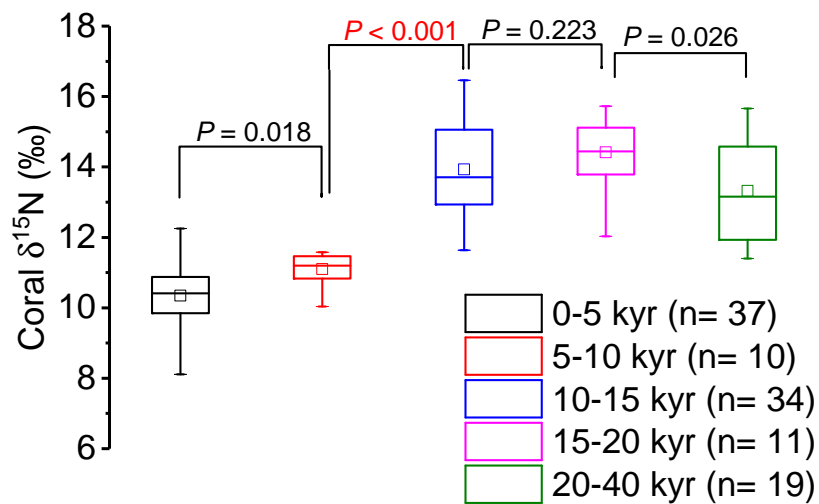 18
16
14
12
10
8
6
Coral δ¹⁵N (‰)
P < 0.001
P = 0.223
P = 0.026
P = 0.018
0-5 kyr (n= 37)
5-10 kyr (n= 10)
10-15 kyr (n= 34)
15-20 kyr (n= 11)
20-40 kyr (n= 19)